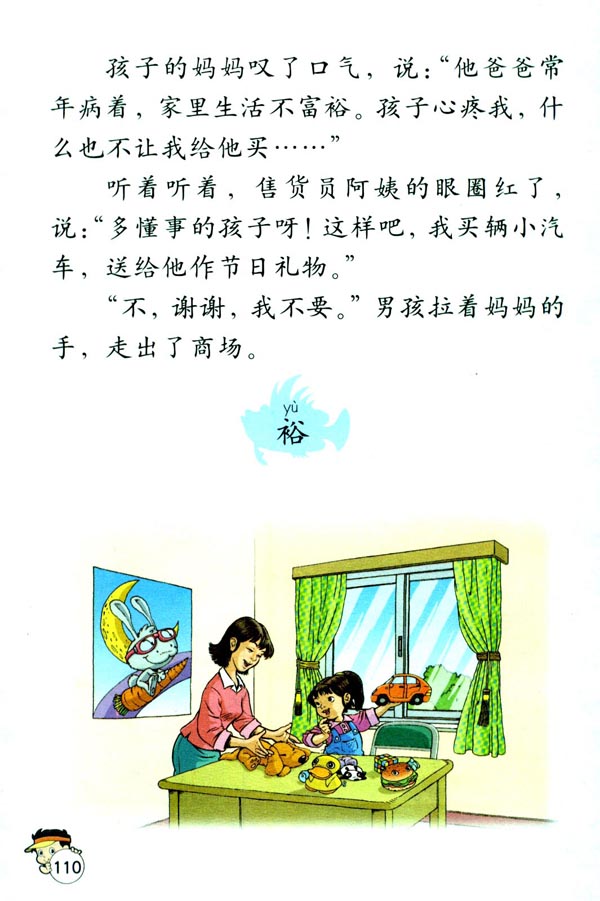 孩子的妈妈叹了口气，说：“他爸爸常
年病着，家里生活不富裕。孩子心疼我，什
么也不让我给他买……”
听着听着，售货员阿姨的眼圈红了，
说：“多懂事的孩子呀！这样吧，我买辆小汽
车，送给他作节日礼物。”
“不，谢谢，我不要。”男孩拉着妈妈的
手，走出了商场。
yù
裕
110